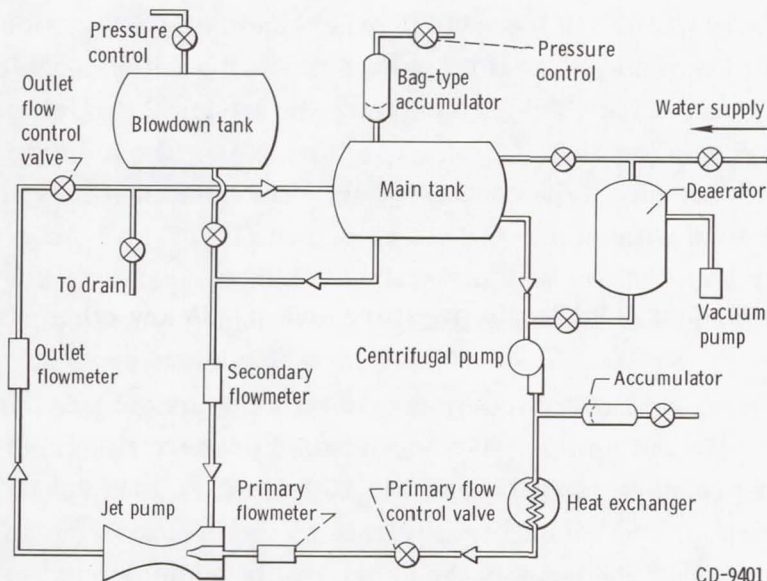 Pressure
control
Outlet
flow
control
valve
Blowdown tank
Bag-type
accumulator
Pressure
control
Water supply
Main tank
Deaerator
To drain
Vacuum
pump
Outlet
flowmeter
Secondary
flowmeter
Centrifugal pump
Accumulator
Jet pump
Primary
flowmeter
Primary flow
control valve
Heat exchanger
CD-9401